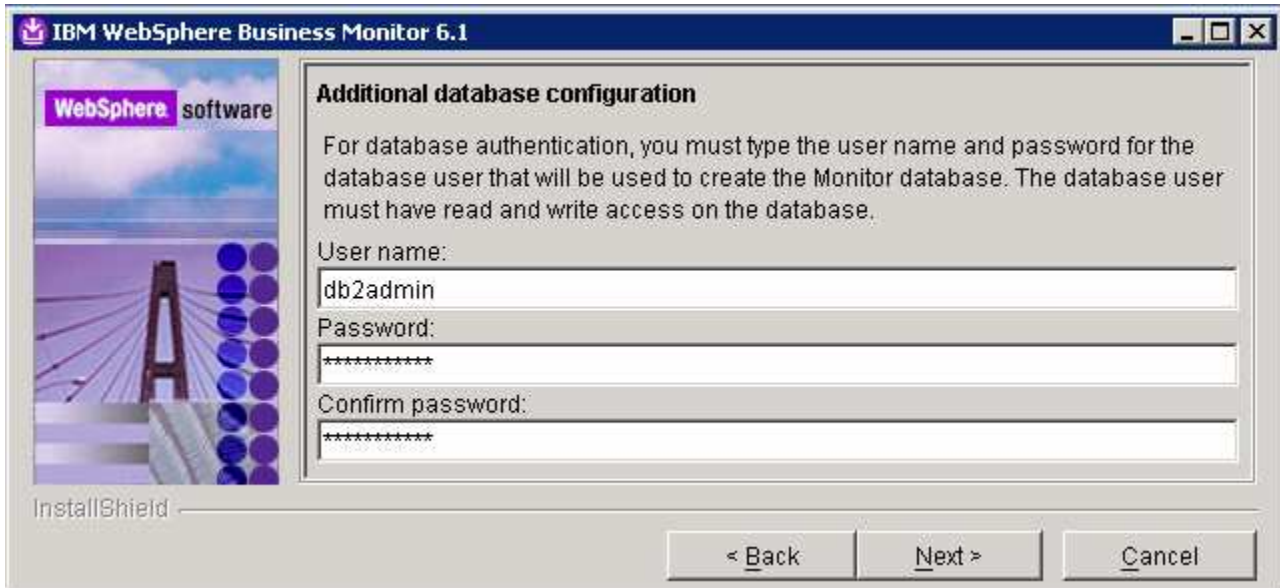 IBM WebSphere Business Monitor 6.1
WebSphere software
Additional database configuration
For database authentication, you must type the user name and password for the
database user that will be used to create the Monitor database. The database user
must have read and write access on the database.
User name:
db2admin
Password:
***********
Confirm password:
***********
InstallShield
< Back
Next >
Cancel